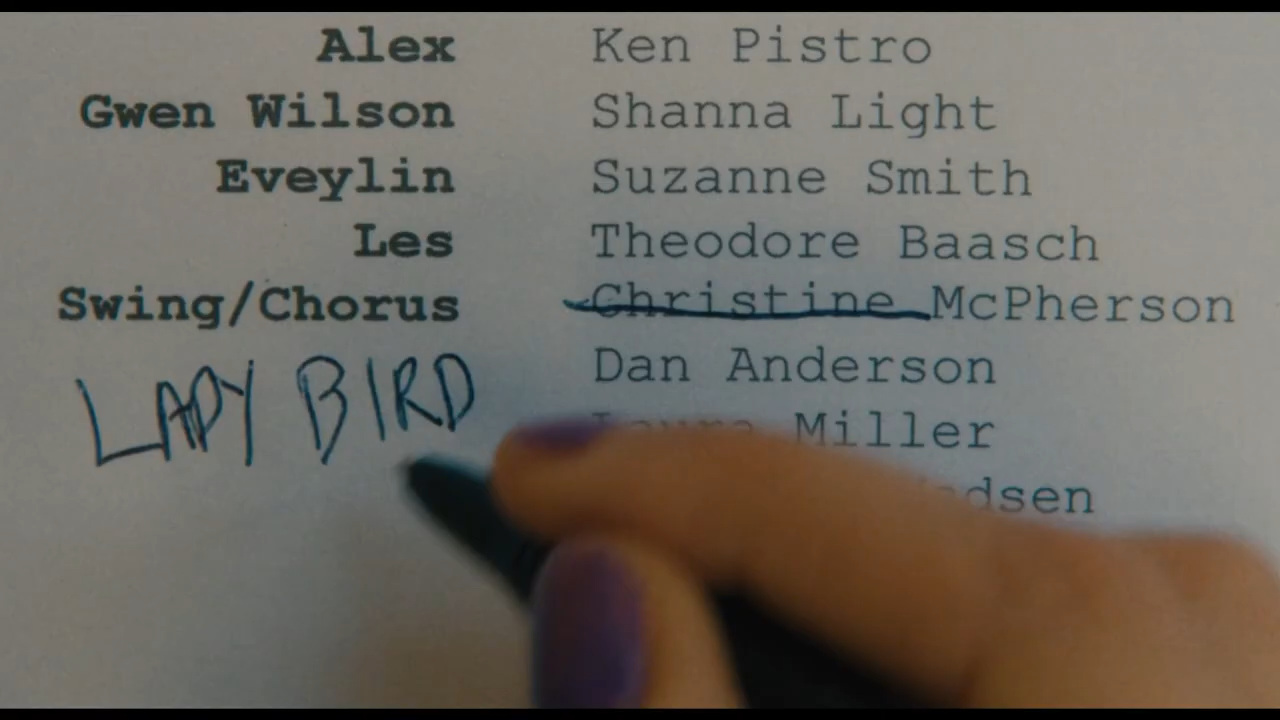 Alex Ken Pistro
Gwen Wilson Shanna Light
Eveylin Suzanne Smith
Les Theodore Baasch
Swing/Chorus Christine McPherson
LADY BIRD Dan Anderson
Miller